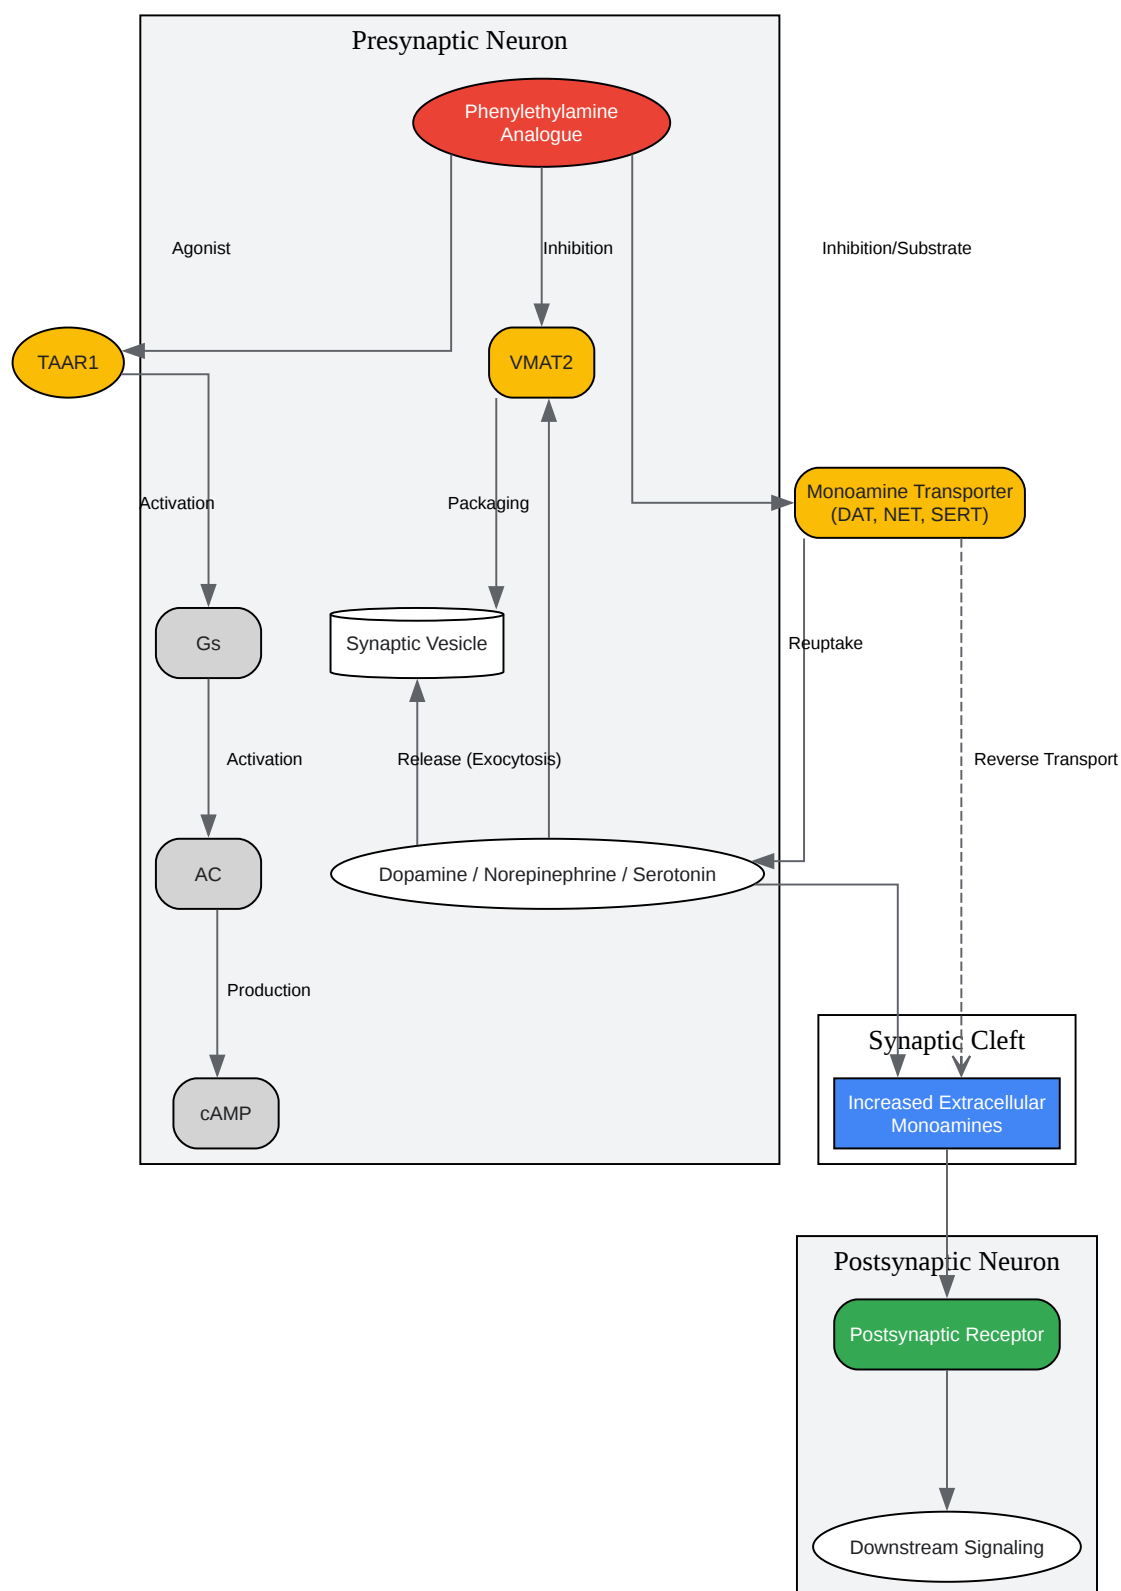 Presynaptic Neuron
Phenylethylamine
Analogue
Agonist
Inhibition
Inhibition/Substrate
TAAR1
VMAT2
Monoamine Transporter
(DAT, NET, SERT)
Activation
Packaging
Gs
Synaptic Vesicle
Reuptake
Activation
Release (Exocytosis)
Reverse Transport
AC
Dopamine / Norepinephrine / Serotonin
Production
Synaptic Cleft
cAMP
Increased Extracellular
Monoamines
Postsynaptic Neuron
Postsynaptic Receptor
Downstream Signaling